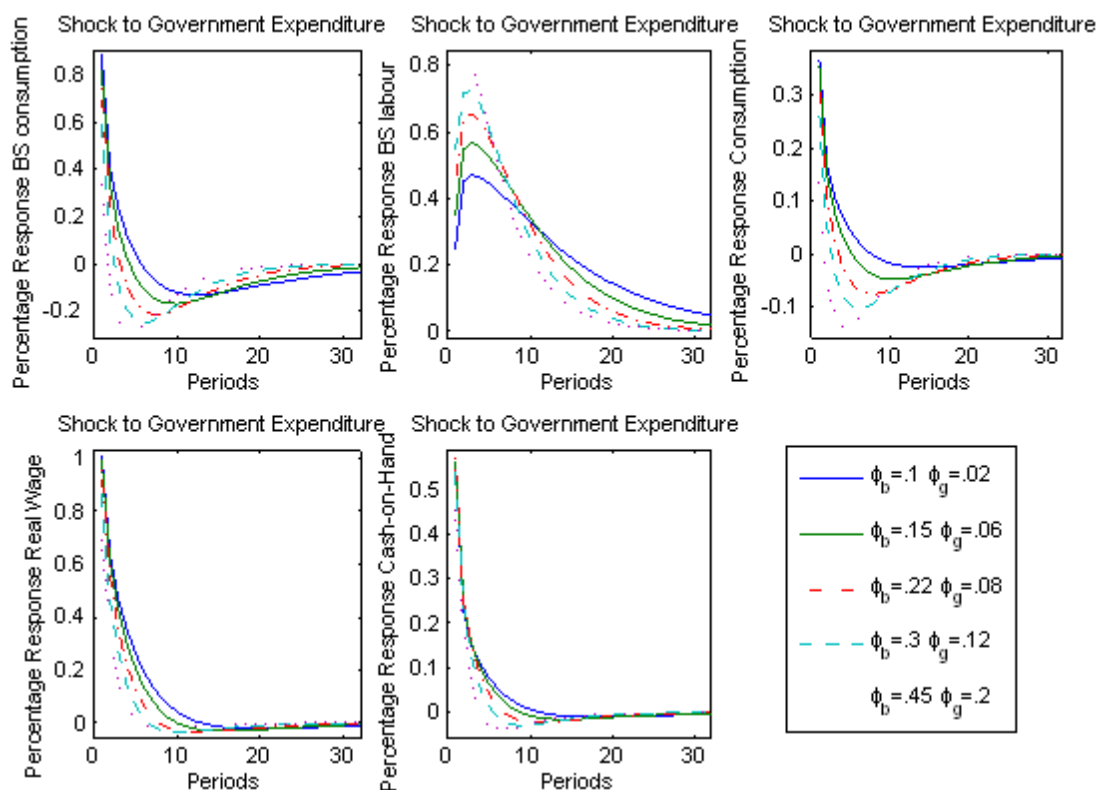 Shock to Government Expenditure
Percentage Response BS consumption
0.8
0.6
0.4
0.2
0
-0.2
0 10 20 30
Periods
Shock to Government Expenditure
Percentage Response BS labour
0.8
0.6
0.4
0.2
0
0 10 20 30
Periods
Shock to Government Expenditure
Percentage Response Consumption
0.3
0.2
0.1
0
-0.1
0 10 20 30
Periods
Shock to Government Expenditure
Percentage Response Real Wage
1
0.8
0.6
0.4
0.2
0
0 10 20 30
Periods
Shock to Government Expenditure
Percentage Response Cash-on-Hand
0.5
0.4
0.3
0.2
0.1
0
0 10 20 30
Periods
ϕb=.1 ϕg=.02
ϕb=.15 ϕg=.06
ϕb=.22 ϕg=.08
ϕb=.3 ϕg=.12
ϕb=.45 ϕg=.2